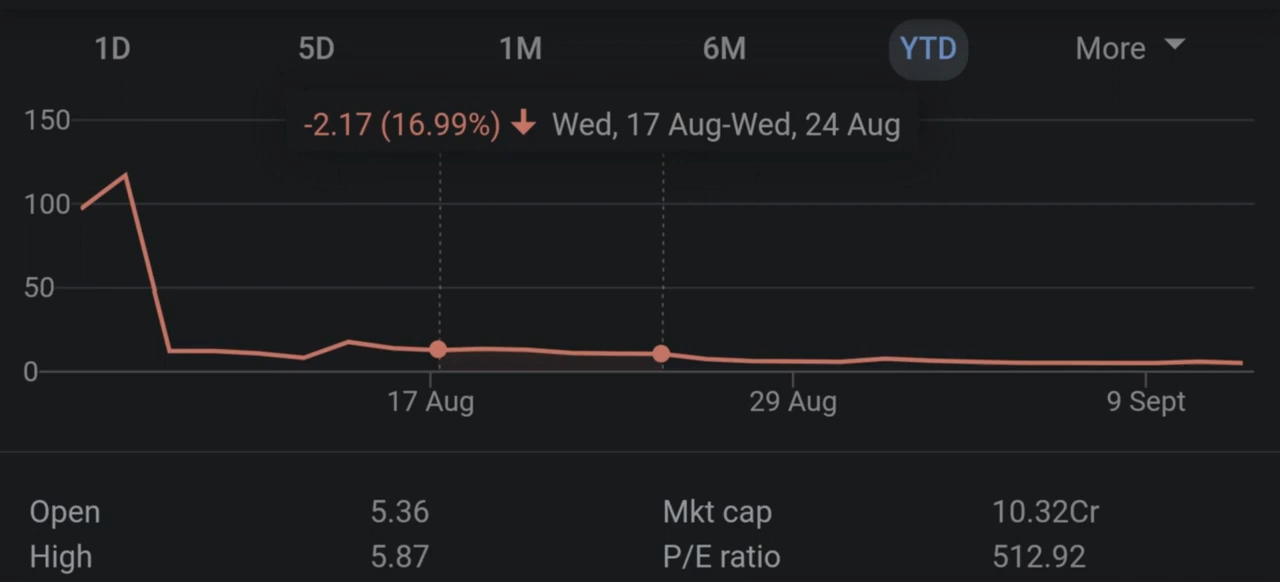 1D 5D 1M 6M YTD More
-2.17 (16.99%) Wed, 17 Aug-Wed, 24 Aug
150
100
50
0
17 Aug 29 Aug 9 Sept
Open 5.36 Mkt cap 10.32Cr
High 5.87 P/E ratio 512.92